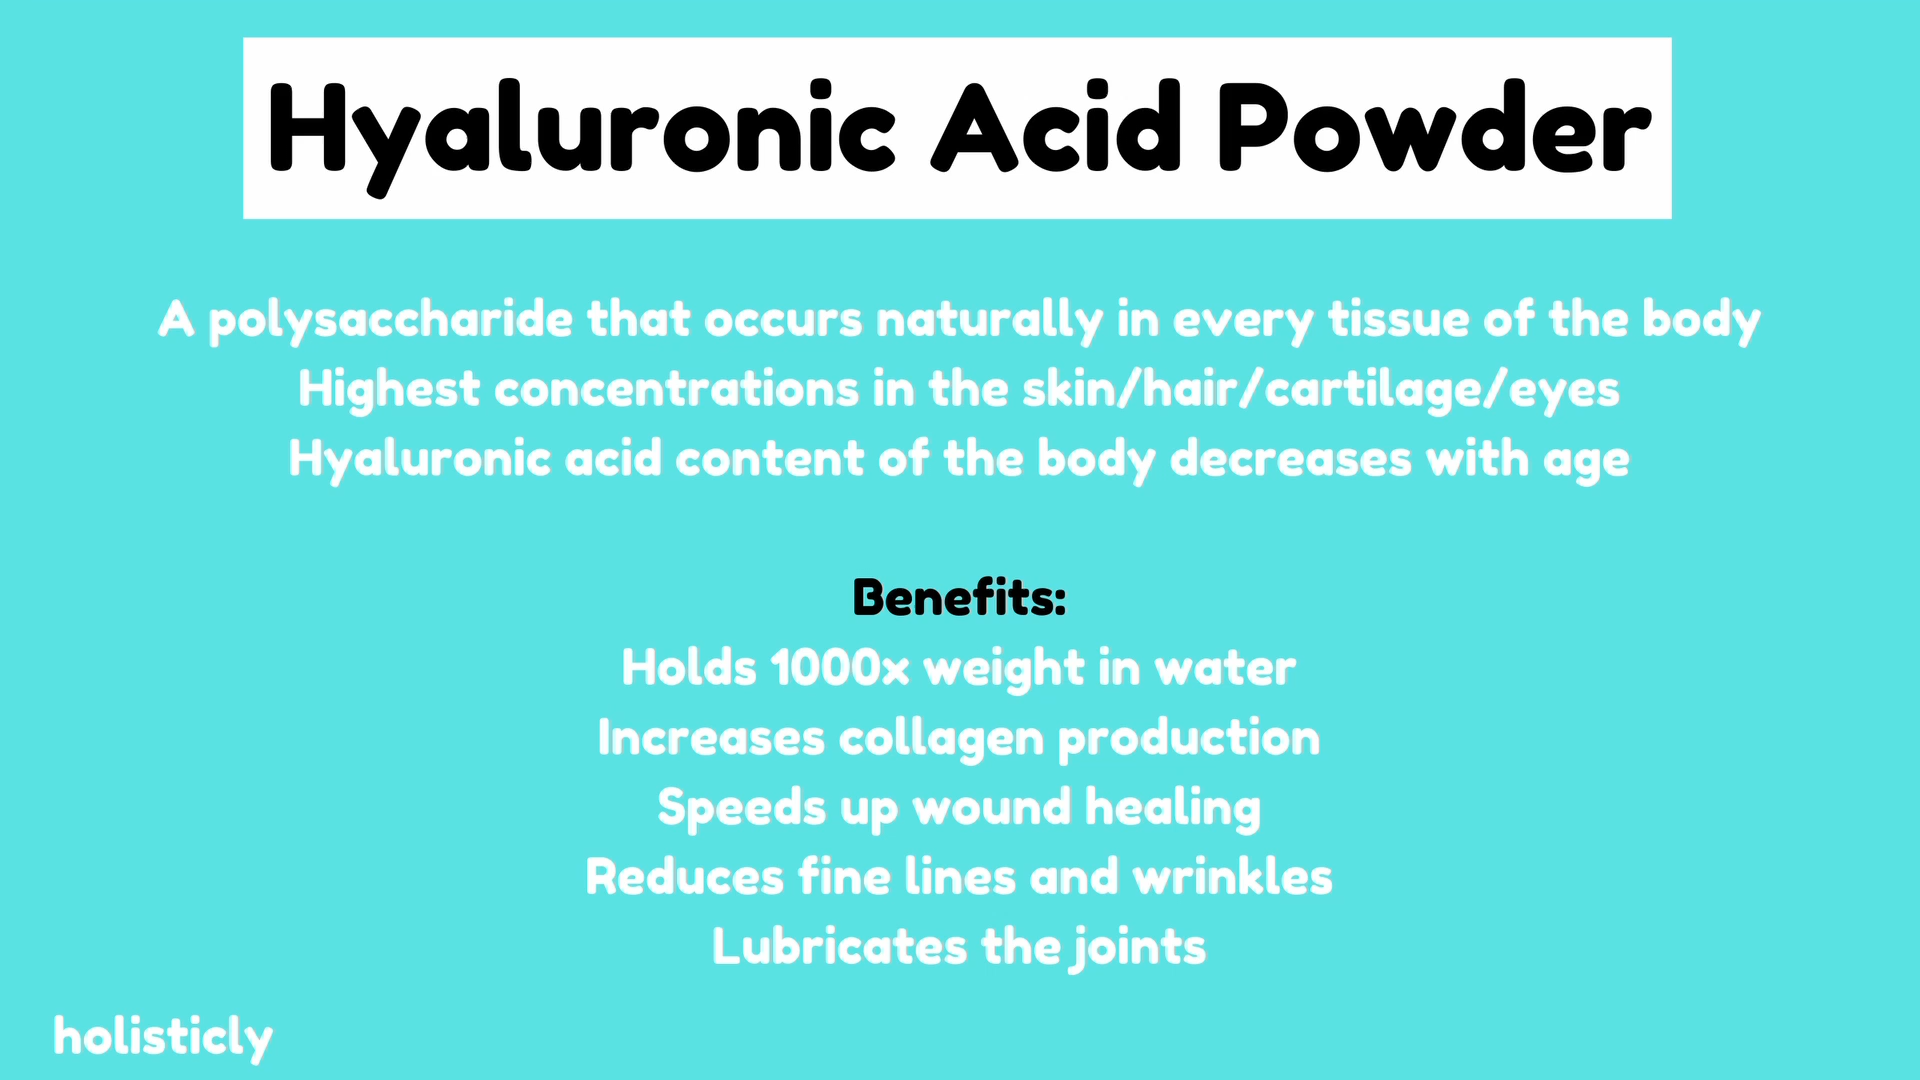 Hyaluronic Acid Powder
A polysaccharide that occurs naturally in every tissue of the body
Highest concentrations in the skin/hair/cartilage/eyes
Hyaluronic acid content of the body decreases with age
Benefits:
Holds 1000x weight in water
Increases collagen production
Speeds up wound healing
Reduces fine lines and wrinkles
Lubricates the joints
holisticly